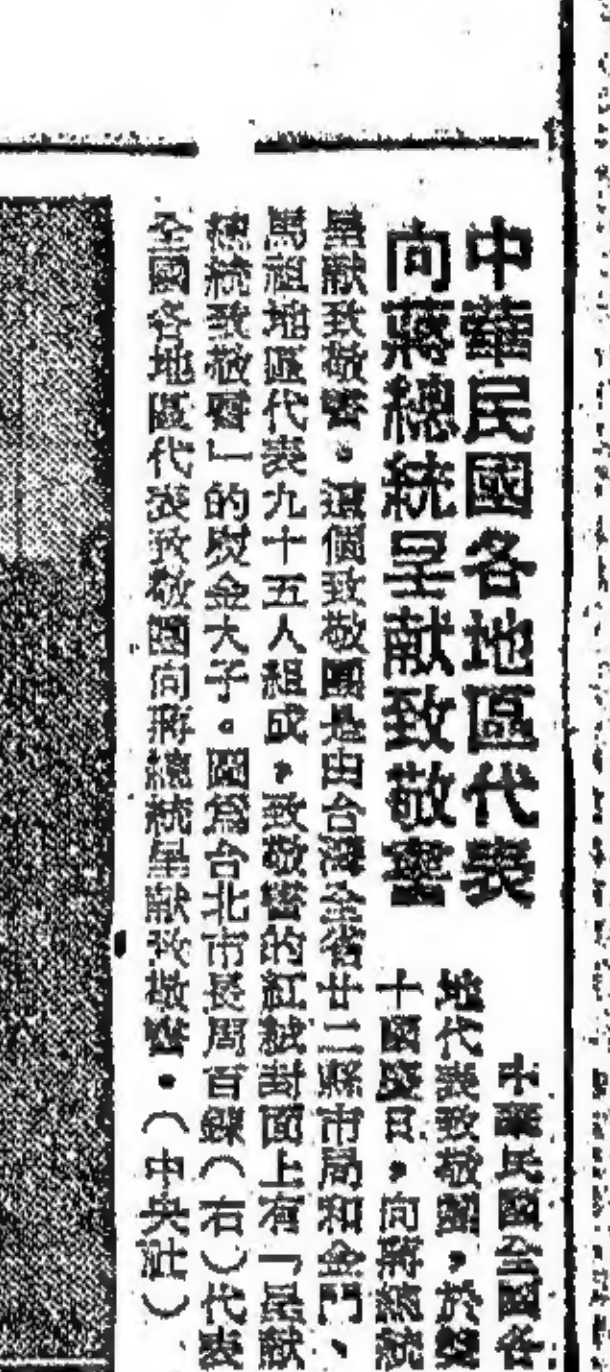 中華民國各地區代表
向蔣總統呈献致敬書
中華民國全國各
地代表致敬團，於雙
十國慶日，向蔣總統
呈献致敬書。這個致敬團是由台灣全省廿二縣市局和金門、
馬祖地區代表九十五人組成，致敬書的紅絨封面上有「呈献
總統致敬書」的燙金大字。圖為台北市長周百鍊（右）代表
全國各地區代表致敬團向蔣總統呈献致敬書。（中央社）